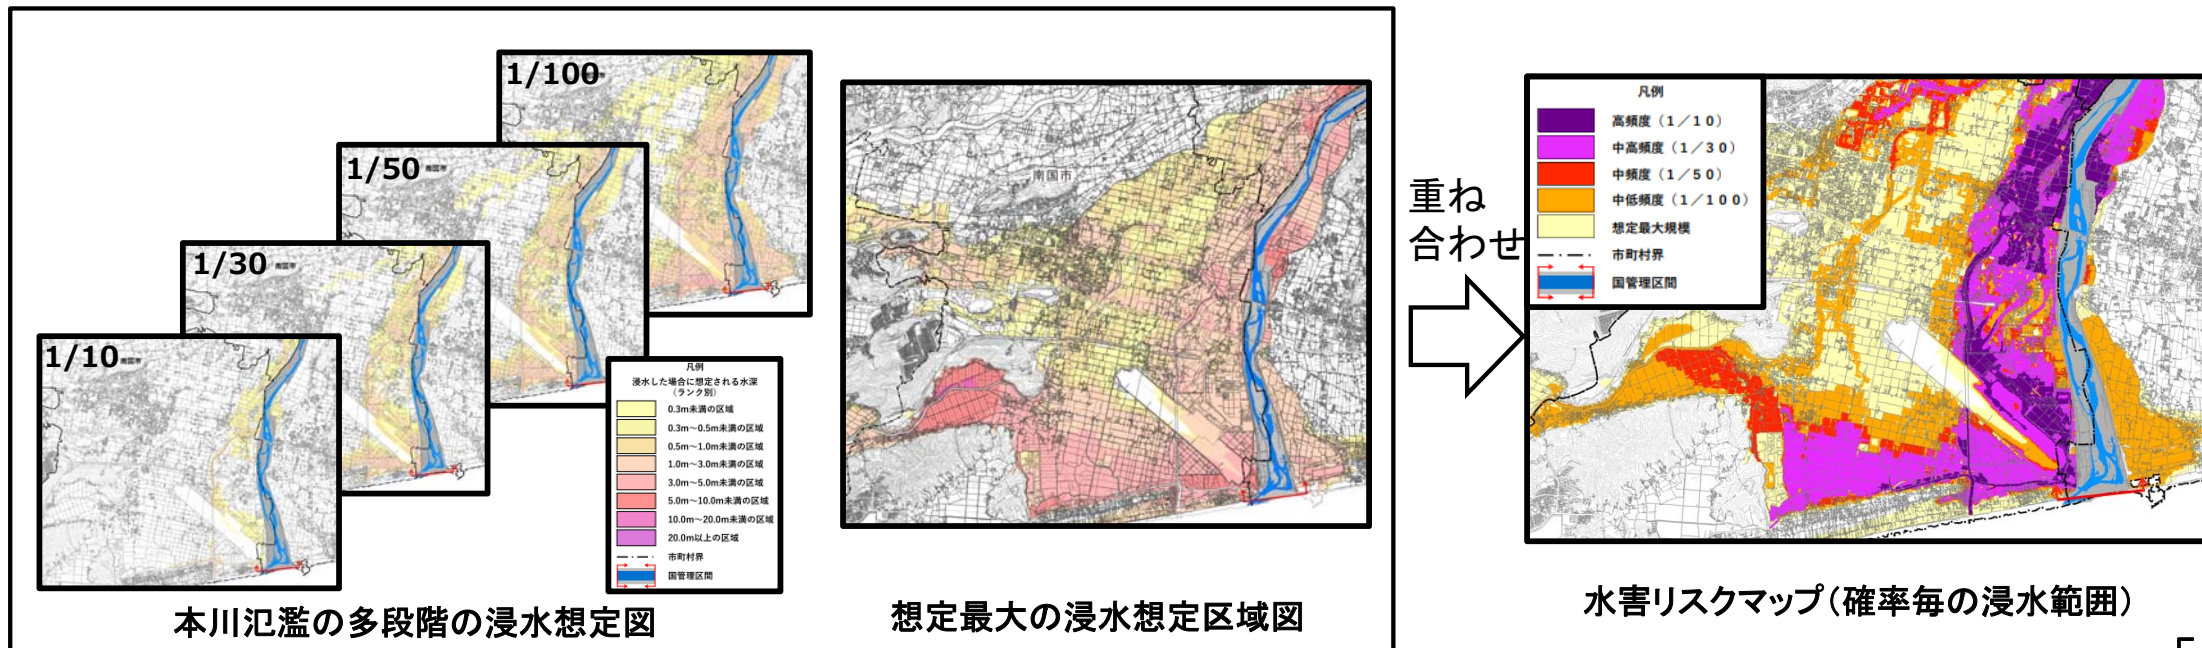 1/100
1/50
南国市
1/30
南国市
1/10
南国市
凡例
浸水した場合に想定される水深
(ランク別)
0.3m未満の区域
0.3m～0.5m未満の区域
0.5m～1.0m未満の区域
1.0m～3.0m未満の区域
3.0m～5.0m未満の区域
5.0m～10.0m未満の区域
10.0m～20.0m未満の区域
20.0m以上の区域
市町村界
国管理区間
本川氾濫の多段階の浸水想定図
南国市
想定最大の浸水想定区域図
重ね
合わせ
凡例
高頻度（１／１０）
中高頻度（１／３０）
中頻度（１／５０）
中低頻度（１／１００）
想定最大規模
市町村界
国管理区間
水害リスクマップ（確率毎の浸水範囲）